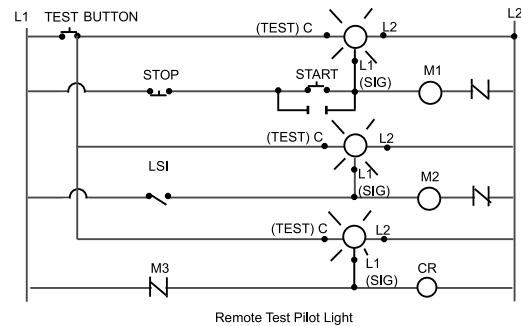 L1 TEST BUTTON (TEST) C L2 L2
L1
(SIG)
STOP START M1
(TEST) C L2
L1
(SIG)
LSI M2
(TEST) C L2
L1
(SIG)
M3 CR
Remote Test Pilot Light